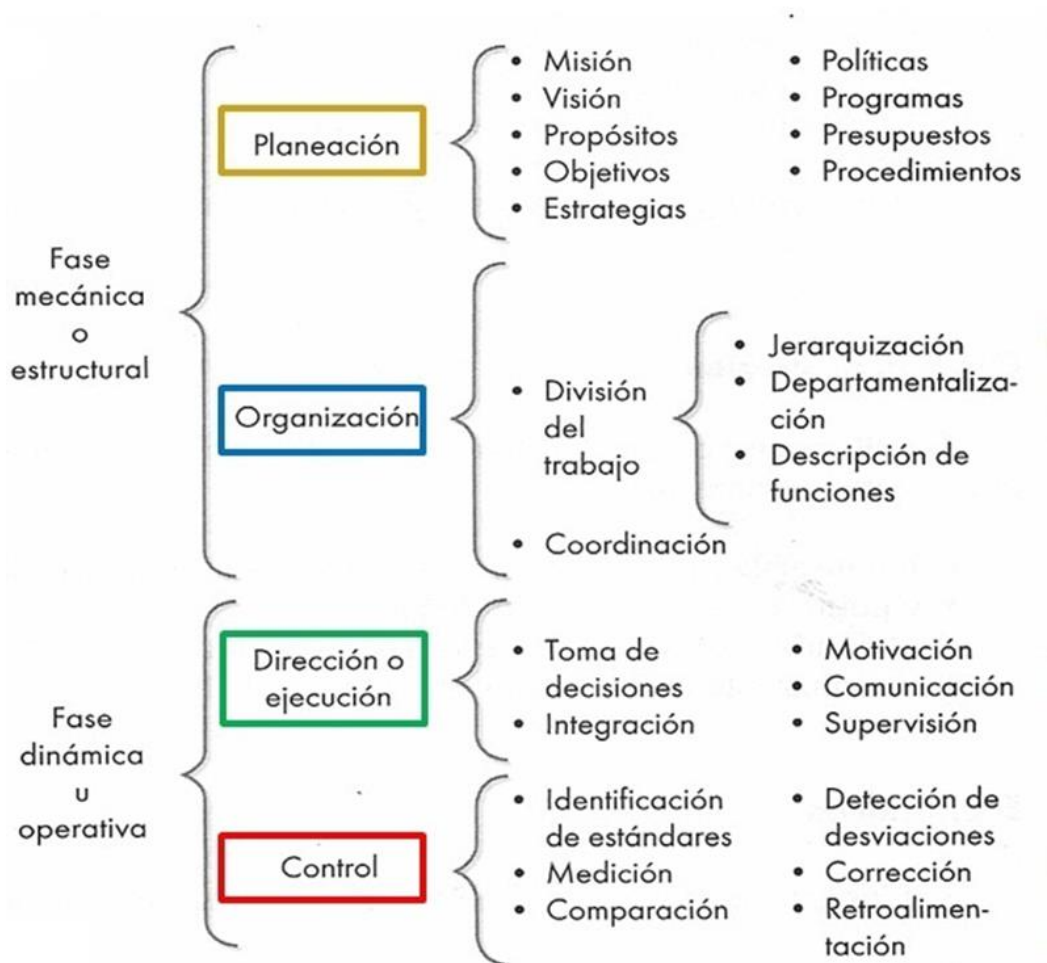 Fase
mecánica
o
estructural
Planeación
• Misión
• Visión
• Propósitos
• Objetivos
• Estrategias
• Políticas
• Programas
• Presupuestos
• Procedimientos
Organización
• División
del
trabajo
• Jerarquización
• Departamentaliza-
ción
• Descripción de
funciones
• Coordinación
Fase
dinámica
u
operativa
Dirección o
ejecución
• Toma de
decisiones
• Integración
• Motivación
• Comunicación
• Supervisión
Control
• Identificación
de estándares
• Medición
• Comparación
• Detección de
desviaciones
• Corrección
• Retroalimen-
tación